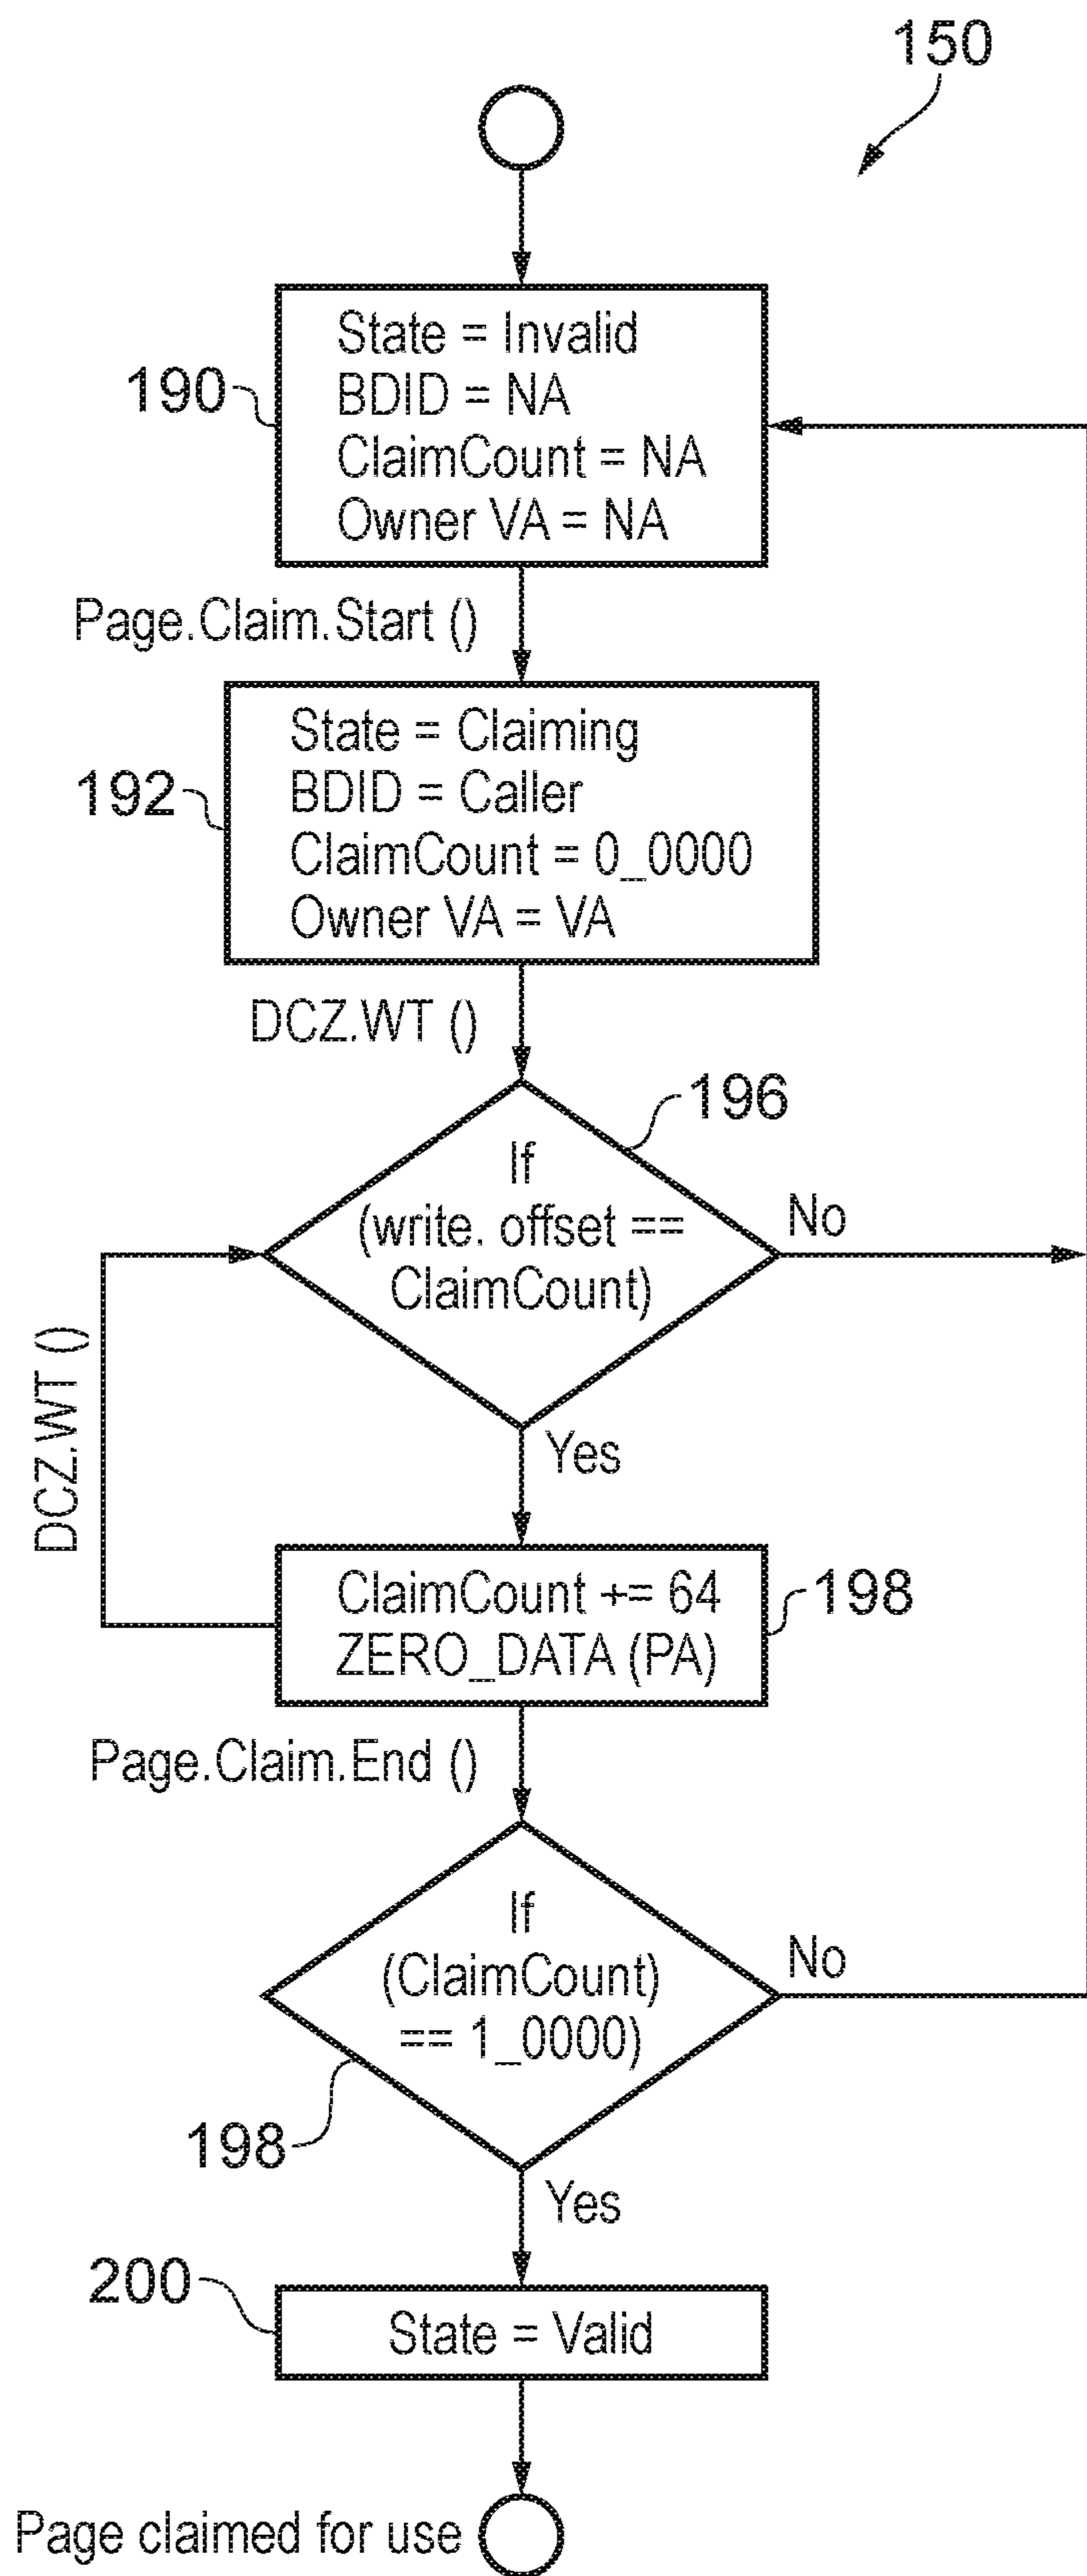 150
190
State = Invalid
BDID = NA
ClaimCount = NA
Owner VA = NA
Page.Claim.Start ()
192
State = Claiming
BDID = Caller
ClaimCount = 0_0000
Owner VA = VA
DCZ.WT ()
196
If
(write. offset ==
ClaimCount)
No
DCZ.WT ()
Yes
ClaimCount += 64
ZERO_DATA (PA)
198
Page.Claim.End ()
If
(ClaimCount)
== 1_0000)
No
198
Yes
200
State = Valid
Page claimed for use